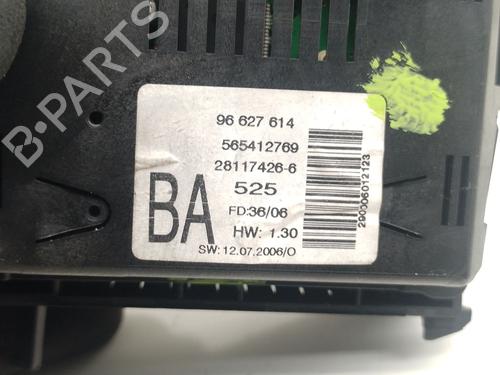 96 627 614
565412769
28117426-6
BA 525
FD:36/06
HW: 1.30
SW: 12.07.2006/O
290006012123
B-PARTS